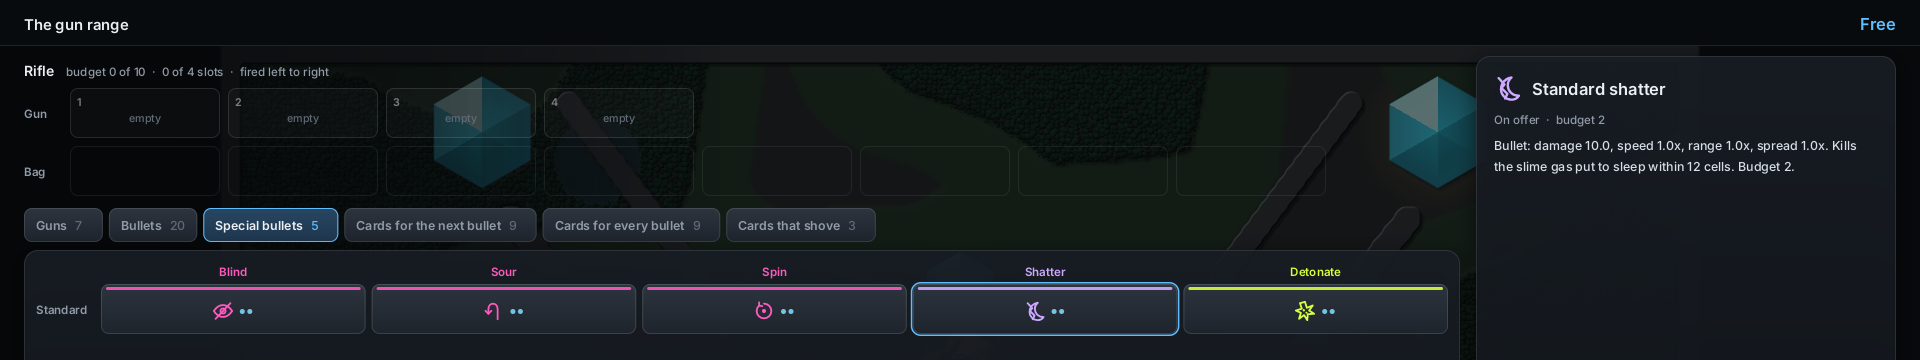 The gun range
Free
Rifle budget 0 of 10 · 0 of 4 slots · fired left to right
Gun
1 empty
2 empty
3 empty
4 empty
Bag
Guns 7
Bullets 20
Special bullets 5
Cards for the next bullet 9
Cards for every bullet 9
Cards that shove 3
Blind
Sour
Spin
Shatter
Detonate
Standard
Standard shatter
On offer · budget 2
Bullet: damage 10.0, speed 1.0x, range 1.0x, spread 1.0x. Kills
the slime gas put to sleep within 12 cells. Budget 2.